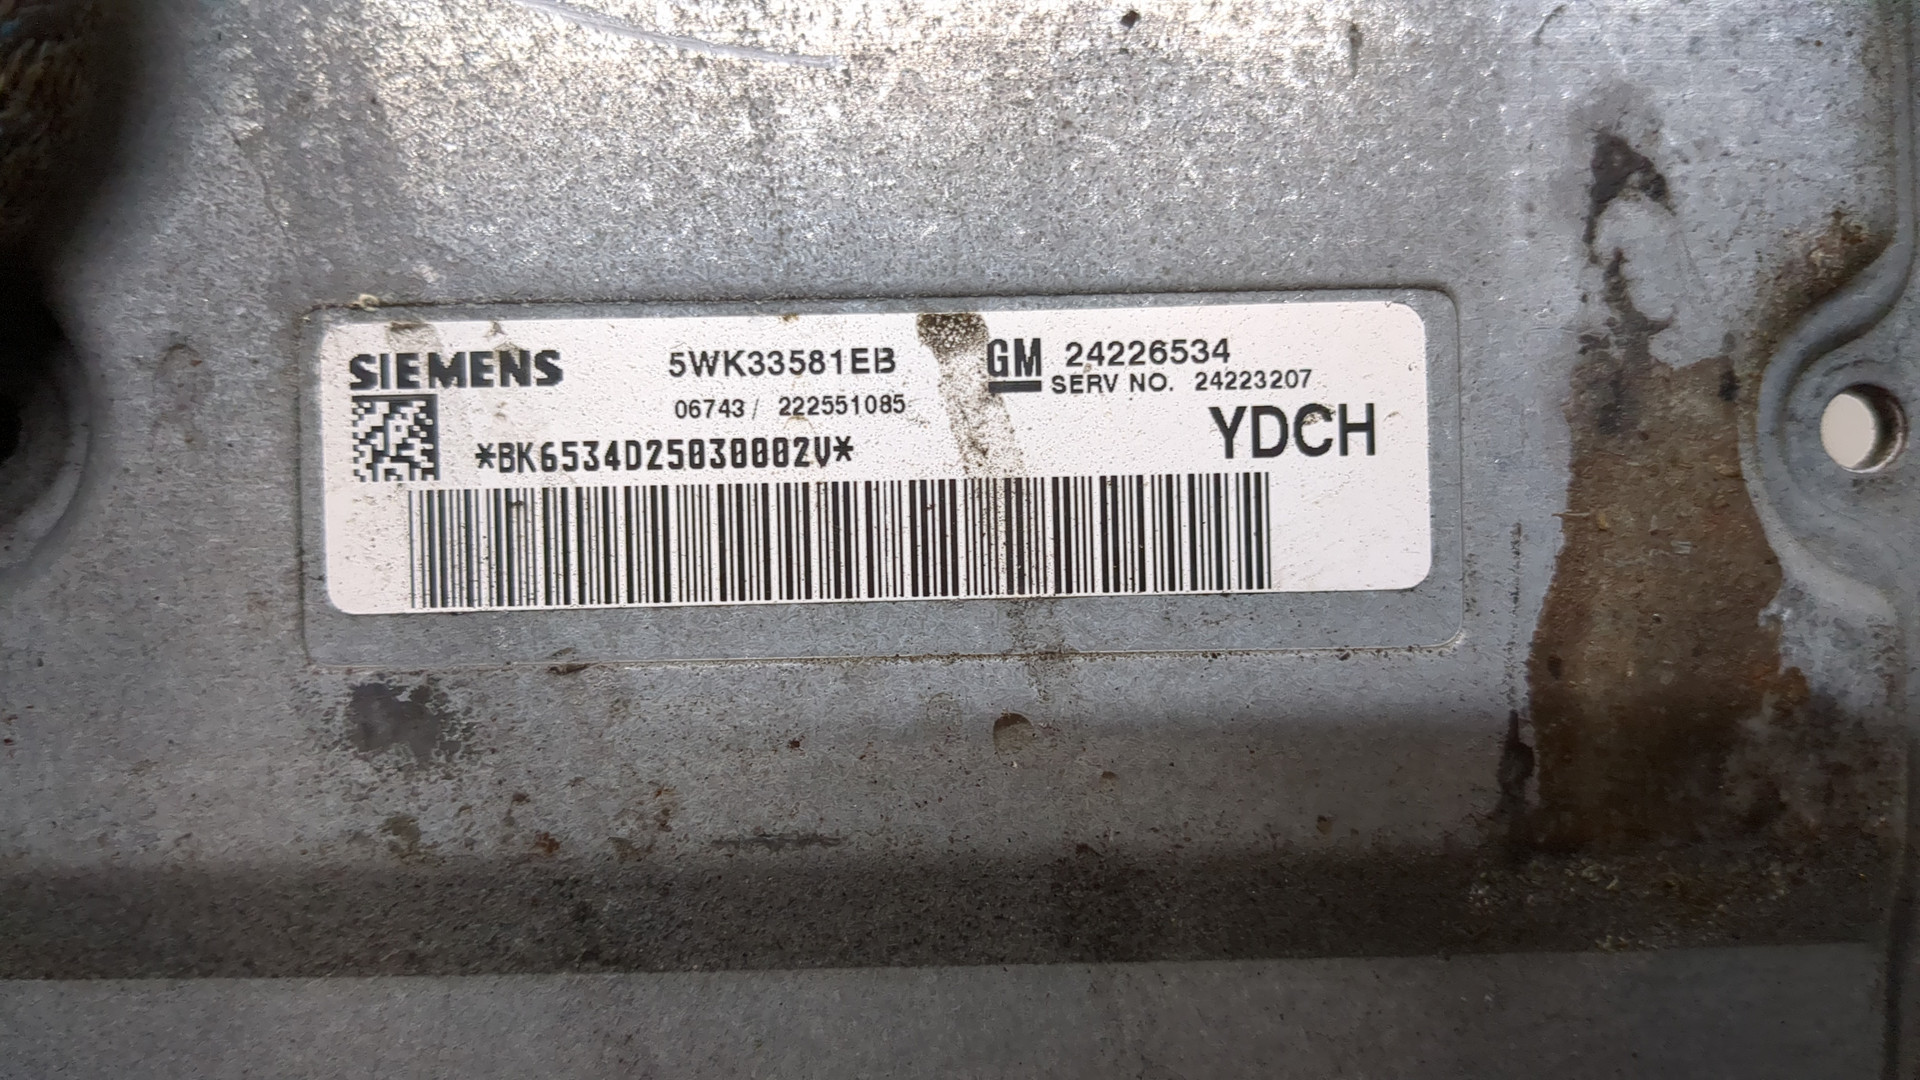 SIEMENS 5WK33581EB GM 24226534
SERV NO. 24223207
06743 / 222551085
YDCH
*BK6534D25030002V*